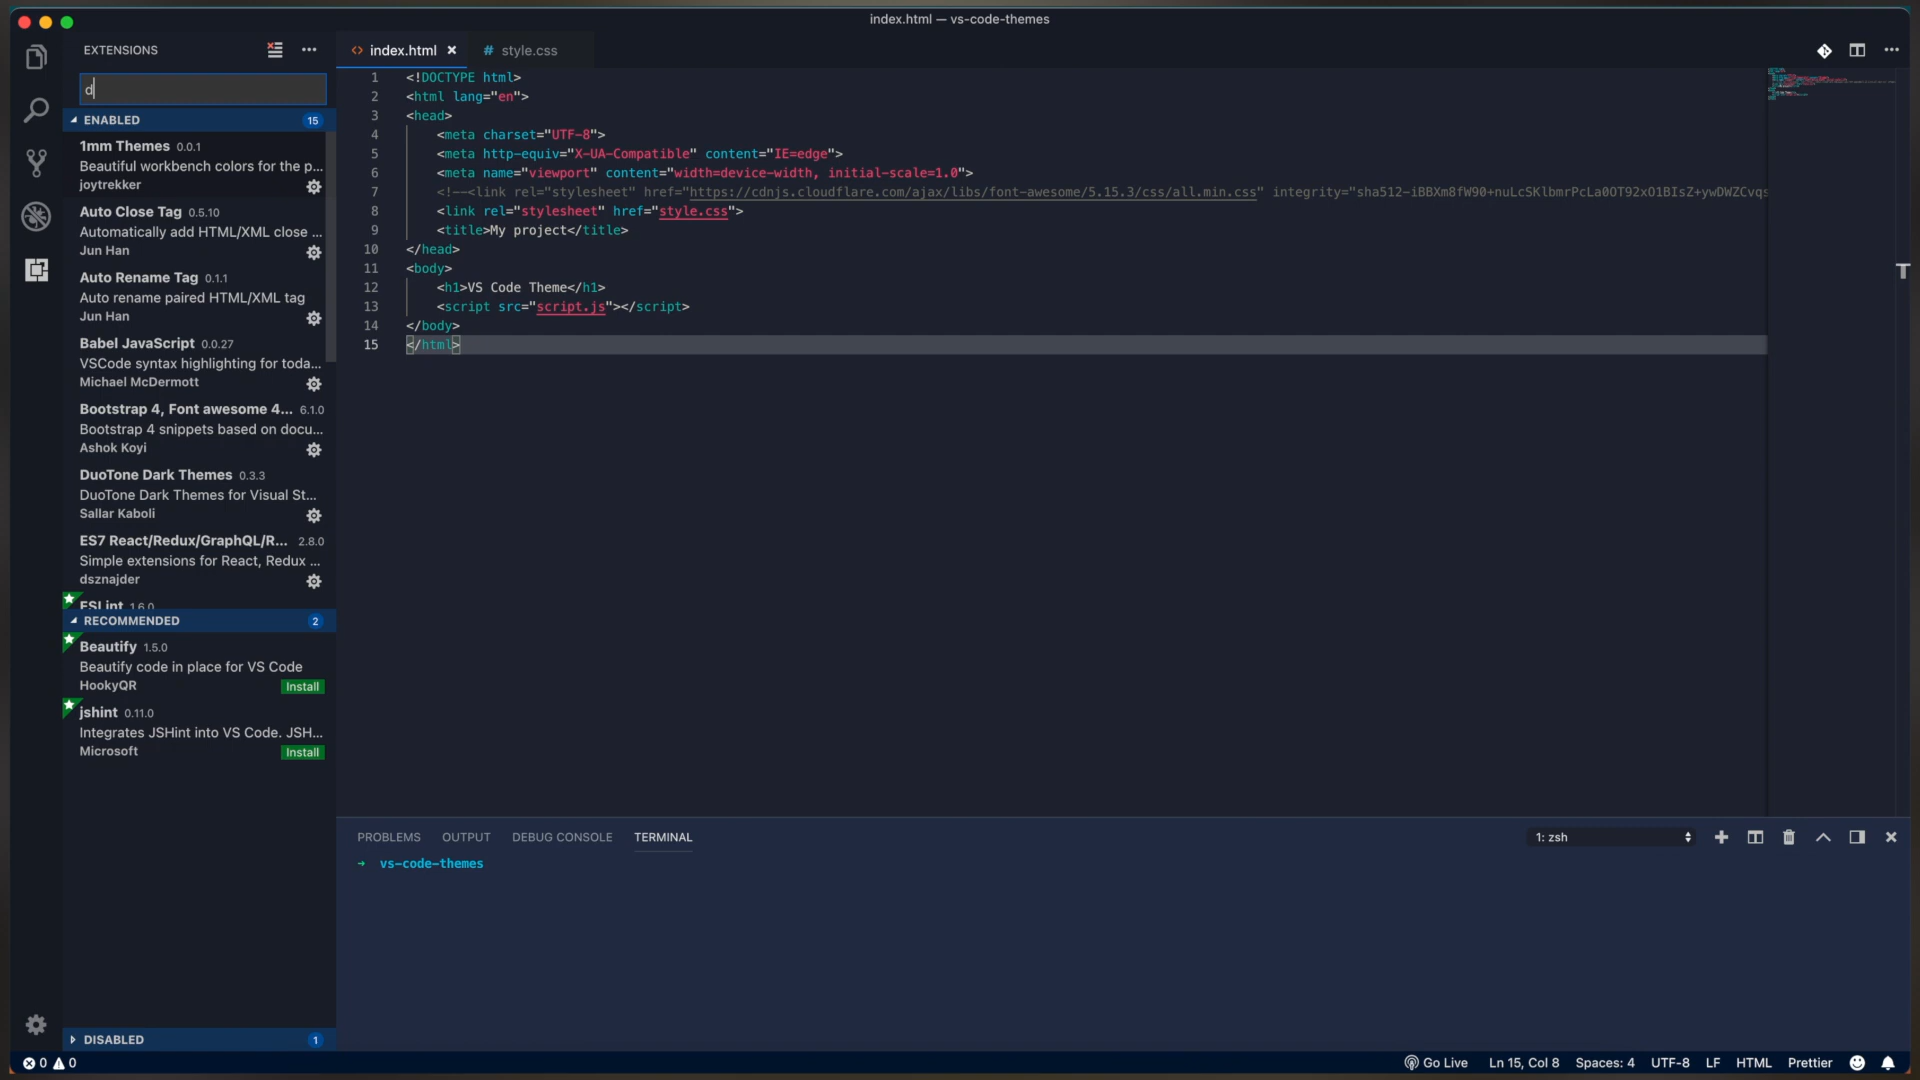 index.html — vs-code-themes
EXTENSIONS
d
ENABLED 15
1mm Themes 0.0.1
Beautiful workbench colors for the p...
joytrekker
Auto Close Tag 0.5.10
Automatically add HTML/XML close ...
Jun Han
Auto Rename Tag 0.1.1
Auto rename paired HTML/XML tag
Jun Han
Babel JavaScript 0.0.27
VSCode syntax highlighting for toda...
Michael McDermott
Bootstrap 4, Font awesome 4... 6.1.0
Bootstrap 4 snippets based on docu...
Ashok Koyi
DuoTone Dark Themes 0.3.3
DuoTone Dark Themes for Visual St...
Sallar Kaboli
ES7 React/Redux/GraphQL/R... 2.8.0
Simple extensions for React, Redux ...
dsznajder
ESLint 1.6.0
RECOMMENDED 2
Beautify 1.5.0
Beautify code in place for VS Code
HookyQR Install
jshint 0.11.0
Integrates JSHint into VS Code. JSH...
Microsoft Install
DISABLED 1
<> index.html × # style.css
1 <!DOCTYPE html>
2 <html lang="en">
3 <head>
4 <meta charset="UTF-8">
5 <meta http-equiv="X-UA-Compatible" content="IE=edge">
6 <meta name="viewport" content="width=device-width, initial-scale=1.0">
7 <!--<link rel="stylesheet" href="https://cdnjs.cloudflare.com/ajax/libs/font-awesome/5.15.3/css/all.min.css" integrity="sha512-iBBXm8fW90+nuLcSKlbmrPcLa0OT92xO1BIsZ+ywDWZCvqs
8 <link rel="stylesheet" href="style.css">
9 <title>My project</title>
10 </head>
11 <body>
12 <h1>VS Code Theme</h1>
13 <script src="script.js"></script>
14 </body>
15 </html>
T
PROBLEMS OUTPUT DEBUG CONSOLE TERMINAL 1: zsh
→ vs-code-themes
0 0 Go Live Ln 15, Col 8 Spaces: 4 UTF-8 LF HTML Prettier